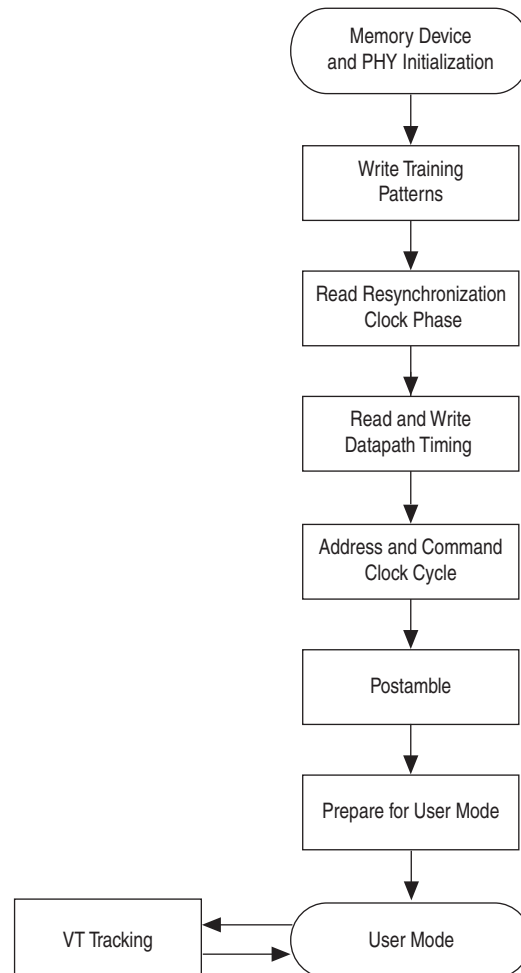 Memory Device
and PHY Initialization
Write Training
Patterns
Read Resynchronization
Clock Phase
Read and Write
Datapath Timing
Address and Command
Clock Cycle
Postamble
Prepare for User Mode
VT Tracking
User Mode